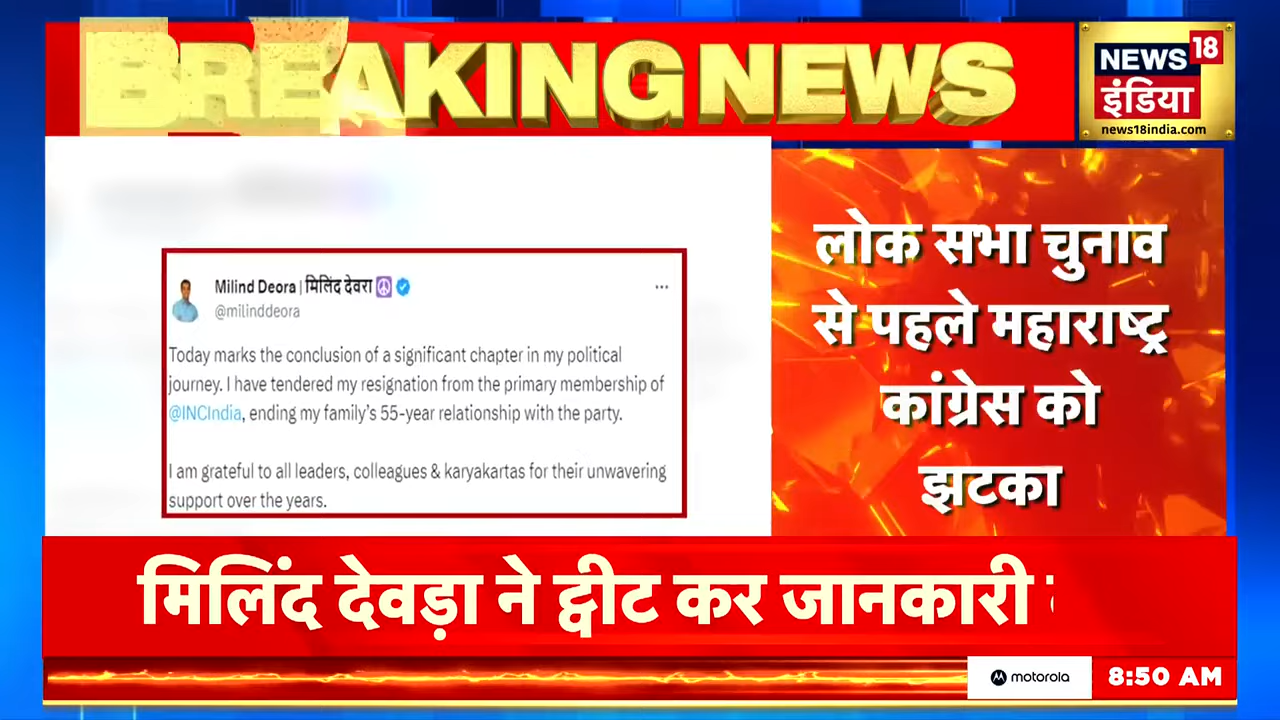 BREAKING NEWS
NEWS 18
इंडिया
news18india.com
Milind Deora | मिलिंद देवरा
@milinddeora
Today marks the conclusion of a significant chapter in my political
journey. I have tendered my resignation from the primary membership of
@INCIndia, ending my family's 55-year relationship with the party.
I am grateful to all leaders, colleagues & karyakartas for their unwavering
support over the years.
लोक सभा चुनाव
से पहले महाराष्ट्र
कांग्रेस को
झटका
मिलिंद देवड़ा ने ट्वीट कर जानकारी
motorola
8:50 AM